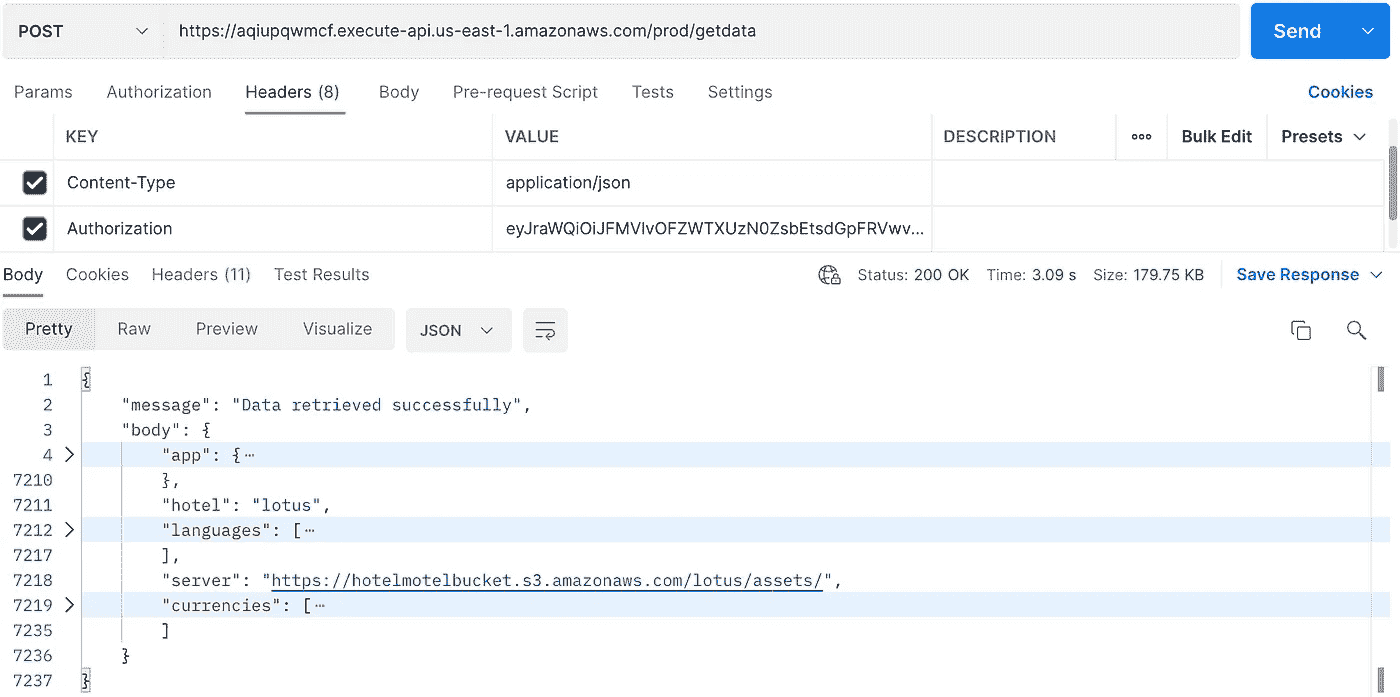 POST https://aqiupqwmcf.execute-api.us-east-1.amazonaws.com/prod/getdata Send
Params Authorization Headers (8) Body Pre-request Script Tests Settings Cookies
KEY VALUE DESCRIPTION ooo Bulk Edit Presets
Content-Type application/json
Authorization eyJraWQiOiJFMVlvOFZWTXUzN0ZsbEtsdGpFRVwv...
Body Cookies Headers (11) Test Results Status: 200 OK Time: 3.09 s Size: 179.75 KB Save Response
Pretty Raw Preview Visualize JSON
1 {
2 "message": "Data retrieved successfully",
3 "body": {
4 "app": {…
7210 },
7211 "hotel": "lotus",
7212 "languages": […
7217 ],
7218 "server": "https://hotelmotelbucket.s3.amazonaws.com/lotus/assets/",
7219 "currencies": […
7235 ]
7236 }
7237 }